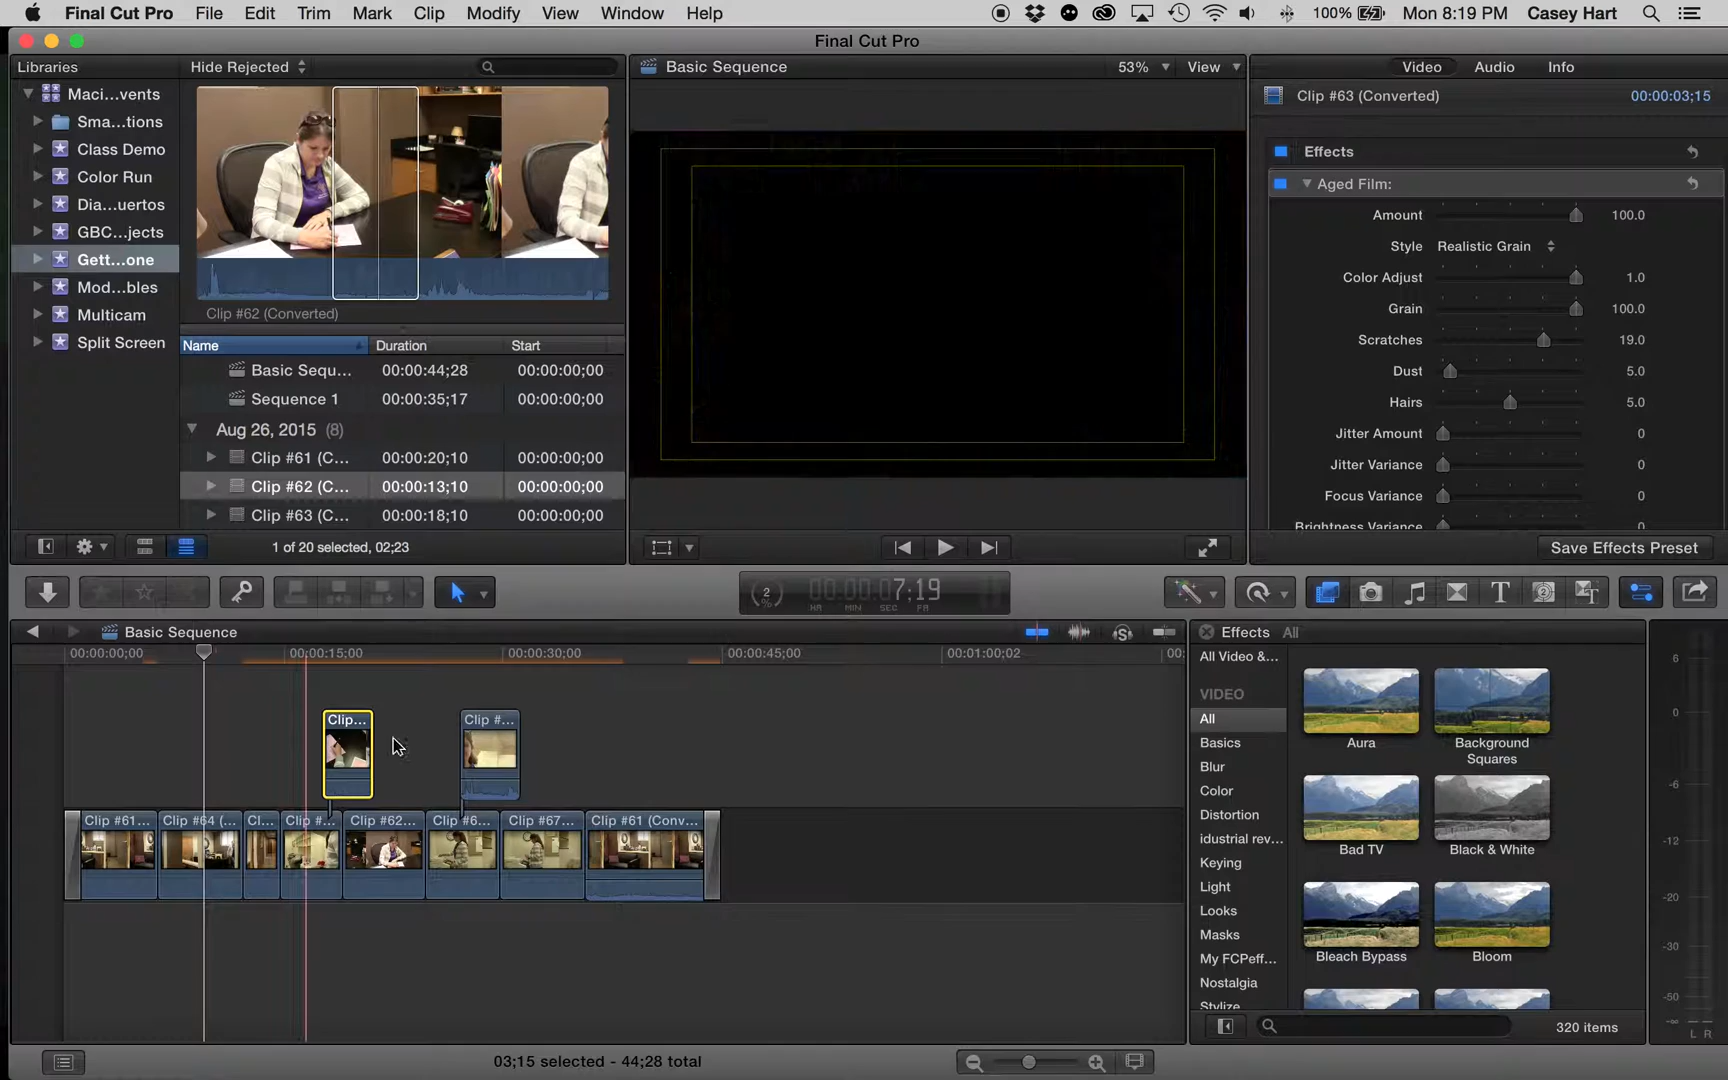 Final Cut Pro File Edit Trim Mark Clip Modify View Window Help 100% Mon 8:19 PM Casey Hart
Final Cut Pro
Libraries
Hide Rejected
Basic Sequence
53%
View
Video Audio Info
Maci...vents
Sma...tions
Class Demo
Color Run
Dia...uertos
GBC...jects
Gett...one
Mod...bles
Multicam
Split Screen
Clip #62 (Converted)
Name Duration Start
Basic Sequ... 00:00:44;28 00:00:00;00
Sequence 1 00:00:35;17 00:00:00;00
Aug 26, 2015 (8)
Clip #61 (C... 00:00:20;10 00:00:00;00
Clip #62 (C... 00:00:13;10 00:00:00;00
Clip #63 (C... 00:00:18;10 00:00:00;00
1 of 20 selected, 02;23
Clip #63 (Converted) 00:00:03;15
Effects
Aged Film:
Amount 100.0
Style Realistic Grain
Color Adjust 1.0
Grain 100.0
Scratches 19.0
Dust 5.0
Hairs 5.0
Jitter Amount 0
Jitter Variance 0
Focus Variance 0
Brightness Variance
Save Effects Preset
2
%
00:00:07:19
HR MIN SEC FR
Basic Sequence
00:00:00;00 00:00:15;00 00:00:30;00 00:00:45;00 00:01:00;02 00:
Clip... Clip #...
Clip #61... Clip #64 (... Cl... Clip #... Clip #62... Clip #6... Clip #67... Clip #61 (Conv...
03;15 selected - 44;28 total
Effects All
All Video &...
VIDEO
All
Basics
Blur
Color
Distortion
idustrial rev...
Keying
Light
Looks
Masks
My FCPeff...
Nostalgia
Stylize
Aura
Background Squares
Bad TV
Black & White
Bleach Bypass
Bloom
320 items
6
0
-6
-12
-20
-30
-50
-∞
L R